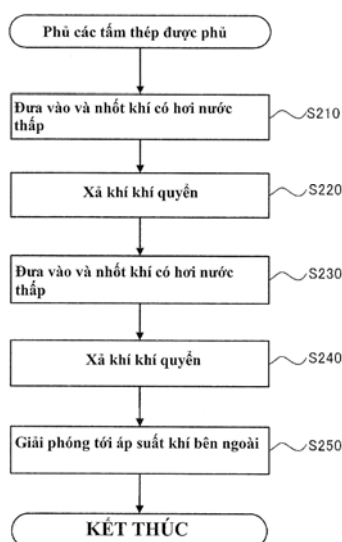 Phủ các tấm thép được phủ
Đưa vào và nhốt khí có hơi nước
thấp
S210
Xả khí khí quyển
S220
Đưa vào và nhốt khí có hơi nước
thấp
S230
Xả khí khí quyển
S240
Giải phóng tới áp suất khí bên ngoài
S250
KẾT THÚC